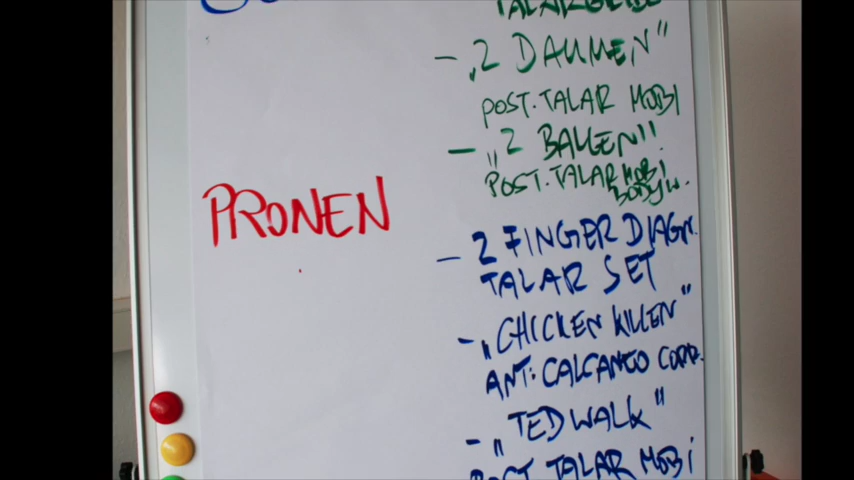 - „2 DAUMEN"
POST. TALAR MOBI
- „2 BALLEN"
POST. TALAR MOBI
BODY W.
PRONEN
- 2 FINGER DIAGN.
TALAR SET
- „CHICKEN KILLEN"
ANT. CALCANEO CORR.
- „TED WALK"
POST TALAR MOBI